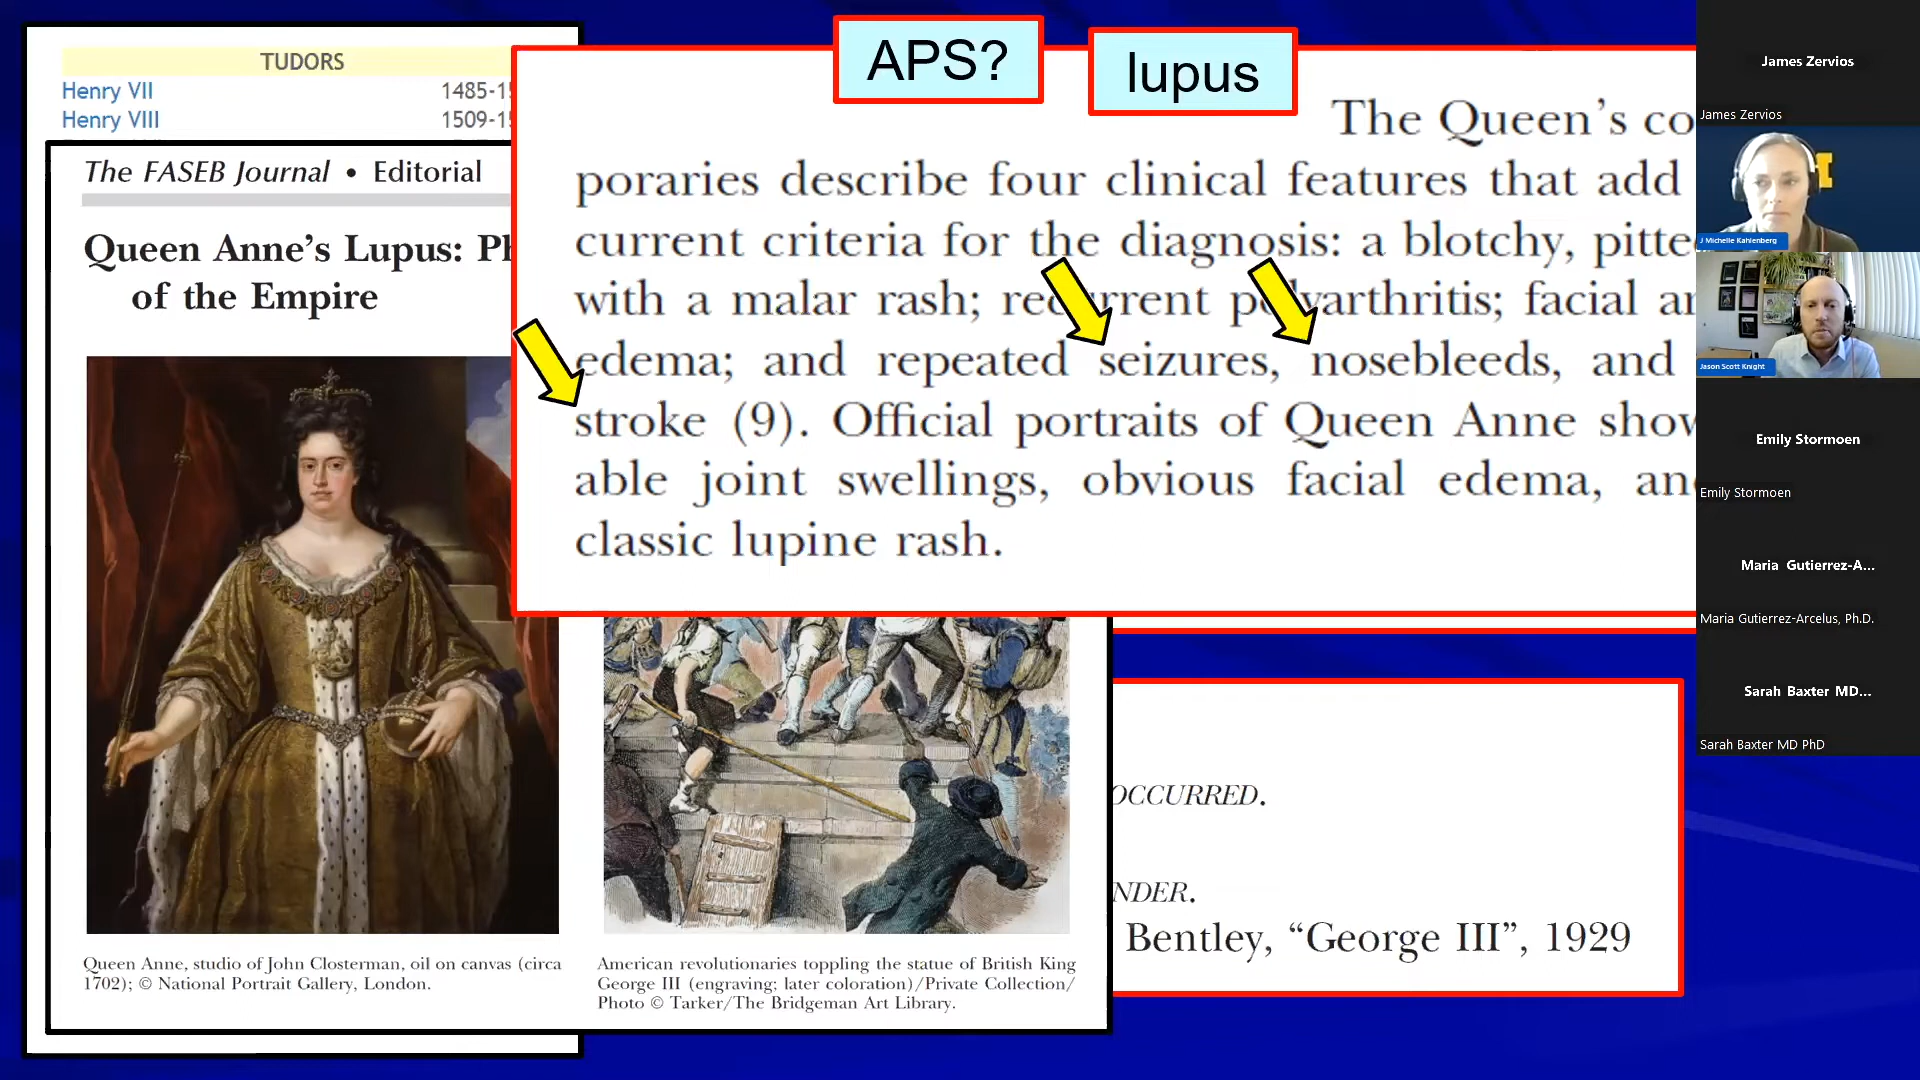 TUDORS
Henry VII 1485-1
Henry VIII 1509-1
The FASEB Journal • Editorial
Queen Anne's Lupus:
of the Empire
APS?
lupus
The Queen's co
poraries describe four clinical features that add
current criteria for the diagnosis: a blotchy, pitte
with a malar rash; recurrent polyarthritis; facial
edema; and repeated seizures, nosebleeds, and
stroke (9). Official portraits of Queen Anne show
able joint swellings, obvious facial edema, an
classic lupine rash.
Queen Anne, studio of John Closterman, oil on canvas (circa
1702); © National Portrait Gallery, London.
American revolutionaries toppling the statue of British King
George III (engraving; later coloration)/Private Collection/
Photo © Tarker/The Bridgeman Art Library.
OCCURRED.
NDER.
Bentley, “George III”, 1929
James Zervios
James Zervios
J Michelle Kahlenberg
Jason Scott Knight
Emily Stormoen
Emily Stormoen
Maria Gutierrez-A...
Maria Gutierrez-Arcelus, Ph.D.
Sarah Baxter MD...
Sarah Baxter MD PhD